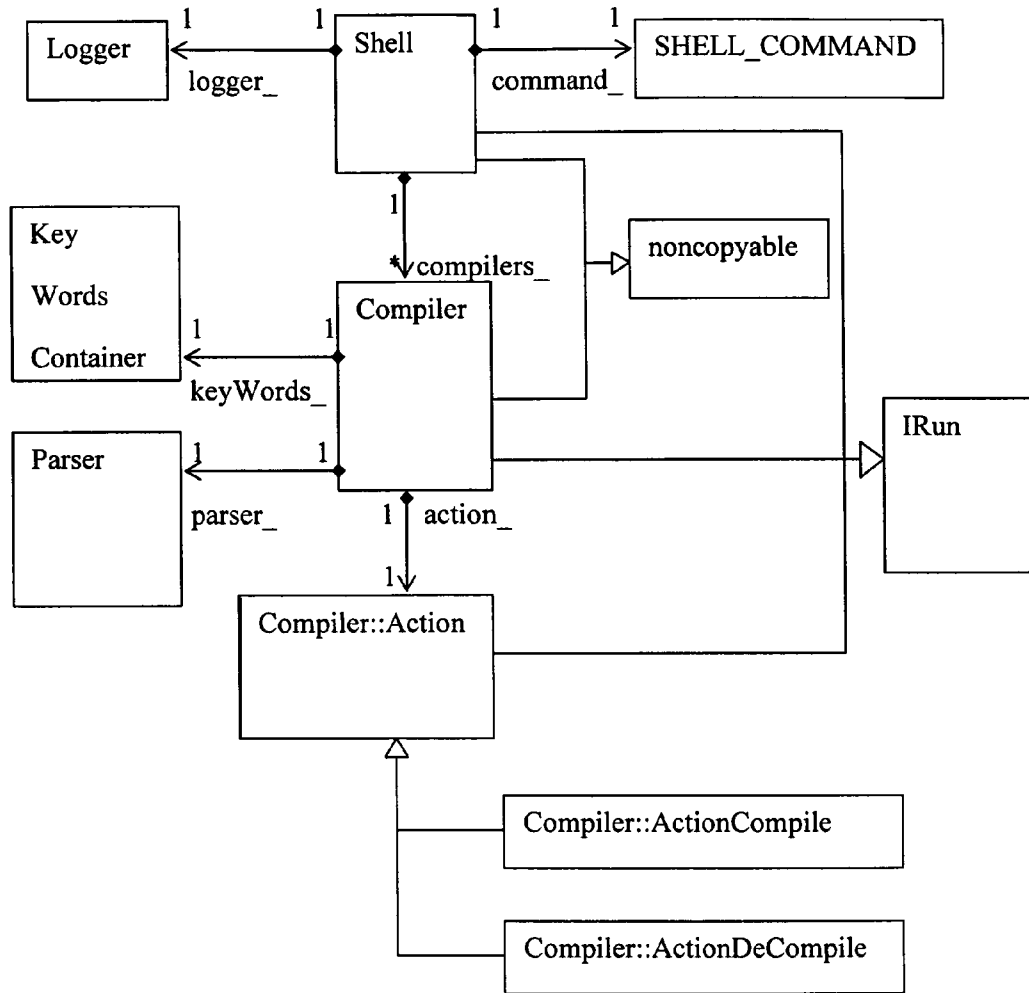 1 1 1 1
Logger Shell SHELL_COMMAND
logger_ command_
1
Key
Words
Container
noncopyable
* compilers_
Compiler
1 1
keyWords_
IRun
Parser
1 1
parser_
1 action_
1
Compiler::Action
Compiler::ActionCompile
Compiler::ActionDeCompile